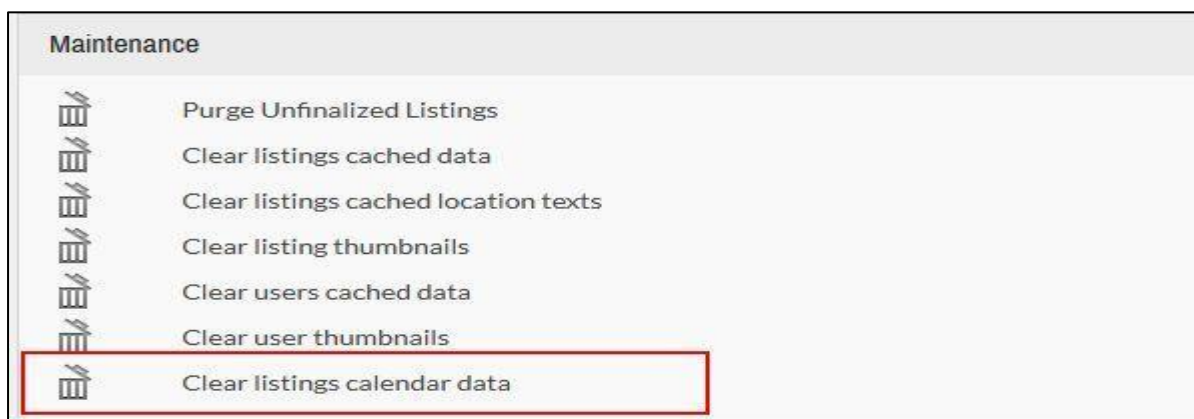 Maintenance
Purge Unfinalized Listings
Clear listings cached data
Clear listings cached location texts
Clear listing thumbnails
Clear users cached data
Clear user thumbnails
Clear listings calendar data